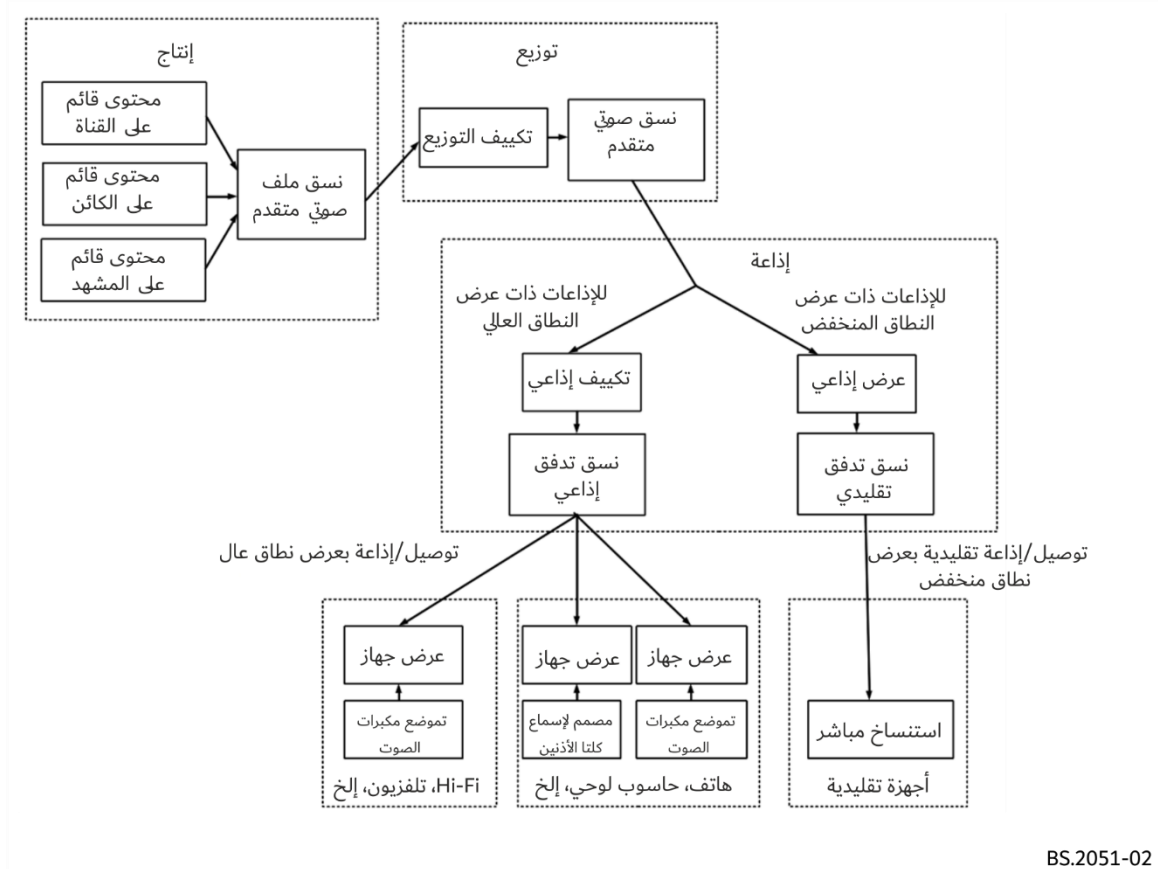 إنتاج
محتوى قائم
على القناة
محتوى قائم
على الكائن
محتوى قائم
على المشهد
نسق ملف
صوتي متقدم
توزيع
تكييف التوزيع
نسق صوتي
متقدم
إذاعة
للإذاعات ذات عرض
النطاق العالي
للإذاعات ذات عرض
النطاق المنخفض
تكييف إذاعي
عرض إذاعي
نسق تدفق
إذاعي
نسق تدفق
تقليدي
توصيل/إذاعة بعرض نطاق عال
توصيل/إذاعة تقليدية بعرض
نطاق منخفض
عرض جهاز
تموضع مكبرات
الصوت
Hi-Fi، تلفزيون، إلخ
عرض جهاز
مصمم لإسماع
كلتا الأذنين
عرض جهاز
تموضع مكبرات
الصوت
هاتف، حاسوب لوحي، إلخ
استنساخ مباشر
أجهزة تقليدية
BS.2051-02